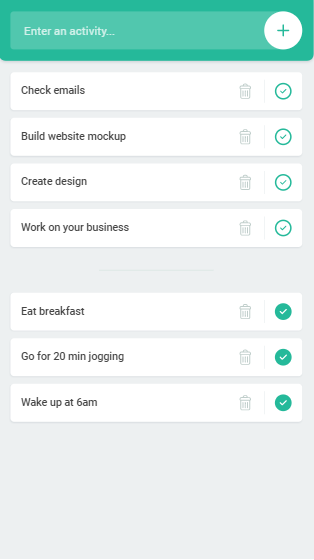 Enter an activity...
Check emails
Build website mockup
Create design
Work on your business
Eat breakfast
Go for 20 min jogging
Wake up at 6am